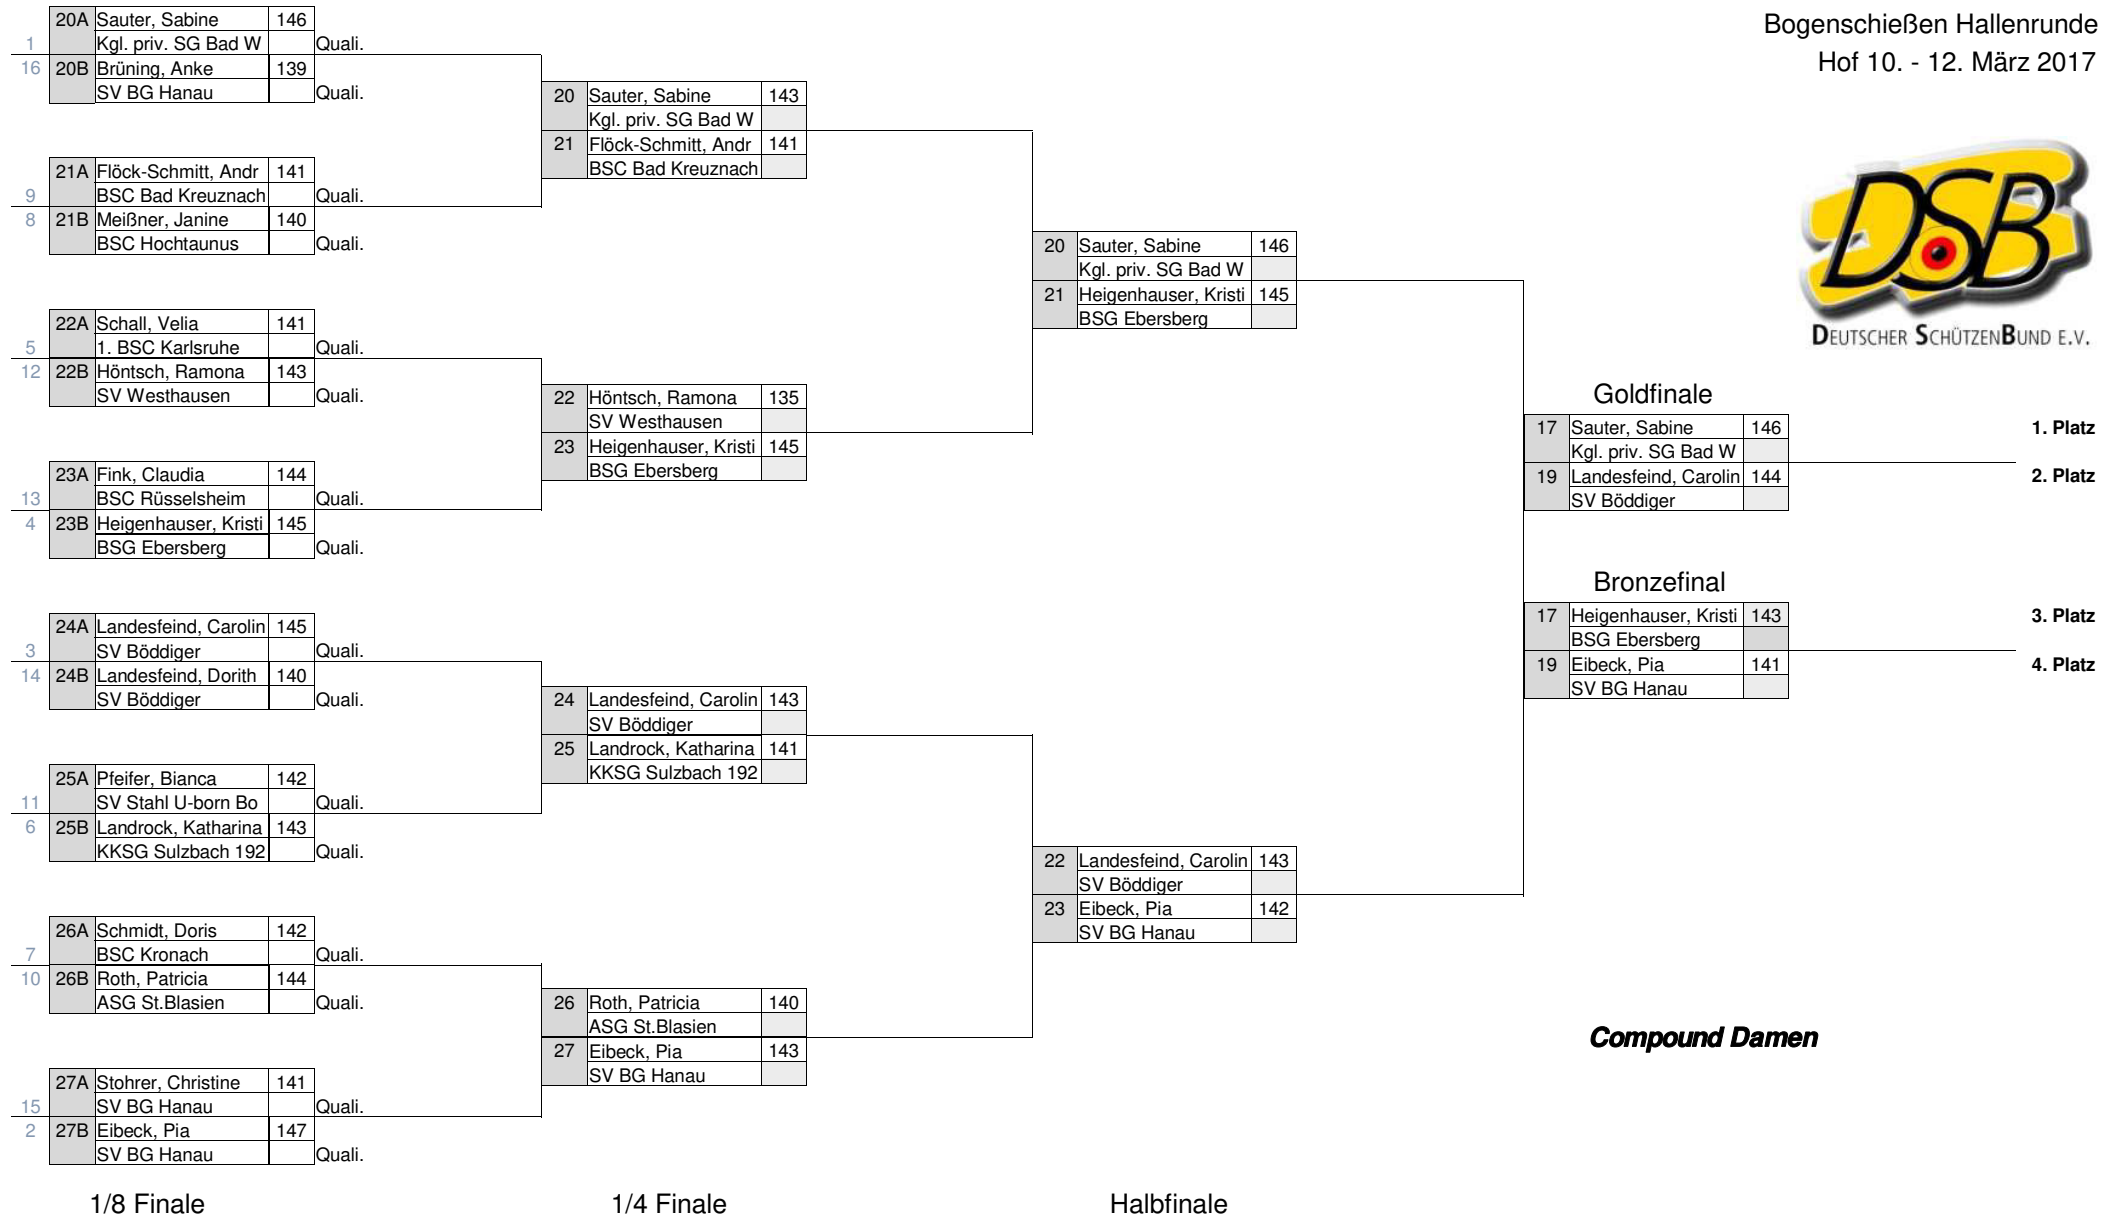 Bogenschießen Hallenrunde
Hof 10. - 12. März 2017
20A Sauter, Sabine 146
1 Kgl. priv. SG Bad W Quali.
16 20B Brüning, Anke 139
SV BG Hanau Quali.
21A Flöck-Schmitt, Andr 141
9 BSC Bad Kreuznach Quali.
8 21B Meißner, Janine 140
BSC Hochtaunus Quali.
22A Schall, Velia 141
5 1. BSC Karlsruhe Quali.
12 22B Höntsch, Ramona 143
SV Westhausen Quali.
23A Fink, Claudia 144
13 BSC Rüsselsheim Quali.
4 23B Heigenhauser, Kristi 145
BSG Ebersberg Quali.
24A Landesfeind, Carolin 145
3 SV Böddiger Quali.
14 24B Landesfeind, Dorith 140
SV Böddiger Quali.
25A Pfeifer, Bianca 142
11 SV Stahl U-born Bo Quali.
6 25B Landrock, Katharina 143
KKSG Sulzbach 192 Quali.
26A Schmidt, Doris 142
7 BSC Kronach Quali.
10 26B Roth, Patricia 144
ASG St.Blasien Quali.
27A Stohrer, Christine 141
15 SV BG Hanau Quali.
2 27B Eibeck, Pia 147
SV BG Hanau Quali.
1/8 Finale
20 Sauter, Sabine 143
Kgl. priv. SG Bad W
21 Flöck-Schmitt, Andr 141
BSC Bad Kreuznach
22 Höntsch, Ramona 135
SV Westhausen
23 Heigenhauser, Kristi 145
BSG Ebersberg
24 Landesfeind, Carolin 143
SV Böddiger
25 Landrock, Katharina 141
KKSG Sulzbach 192
26 Roth, Patricia 140
ASG St.Blasien
27 Eibeck, Pia 143
SV BG Hanau
1/4 Finale
20 Sauter, Sabine 146
Kgl. priv. SG Bad W
21 Heigenhauser, Kristi 145
BSG Ebersberg
22 Landesfeind, Carolin 143
SV Böddiger
23 Eibeck, Pia 142
SV BG Hanau
Halbfinale
DSB
DEUTSCHER SCHÜTZENBUND E.V.
Goldfinale
17 Sauter, Sabine 146 1. Platz
Kgl. priv. SG Bad W
19 Landesfeind, Carolin 144 2. Platz
SV Böddiger
Bronzefinal
17 Heigenhauser, Kristi 143 3. Platz
BSG Ebersberg
19 Eibeck, Pia 141 4. Platz
SV BG Hanau
Compound Damen